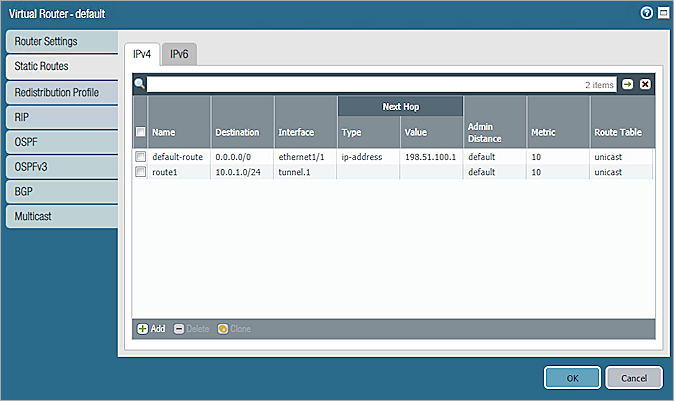 Virtual Router - default
Router Settings
Static Routes
Redistribution Profile
RIP
OSPF
OSPFv3
BGP
Multicast
IPv4 IPv6
2 items
Next Hop
Name Destination Interface Type Value Admin Distance Metric Route Table
default-route 0.0.0.0/0 ethernet1/1 ip-address 198.51.100.1 default 10 unicast
route1 10.0.1.0/24 tunnel.1 default 10 unicast
Add Delete Clone
OK Cancel